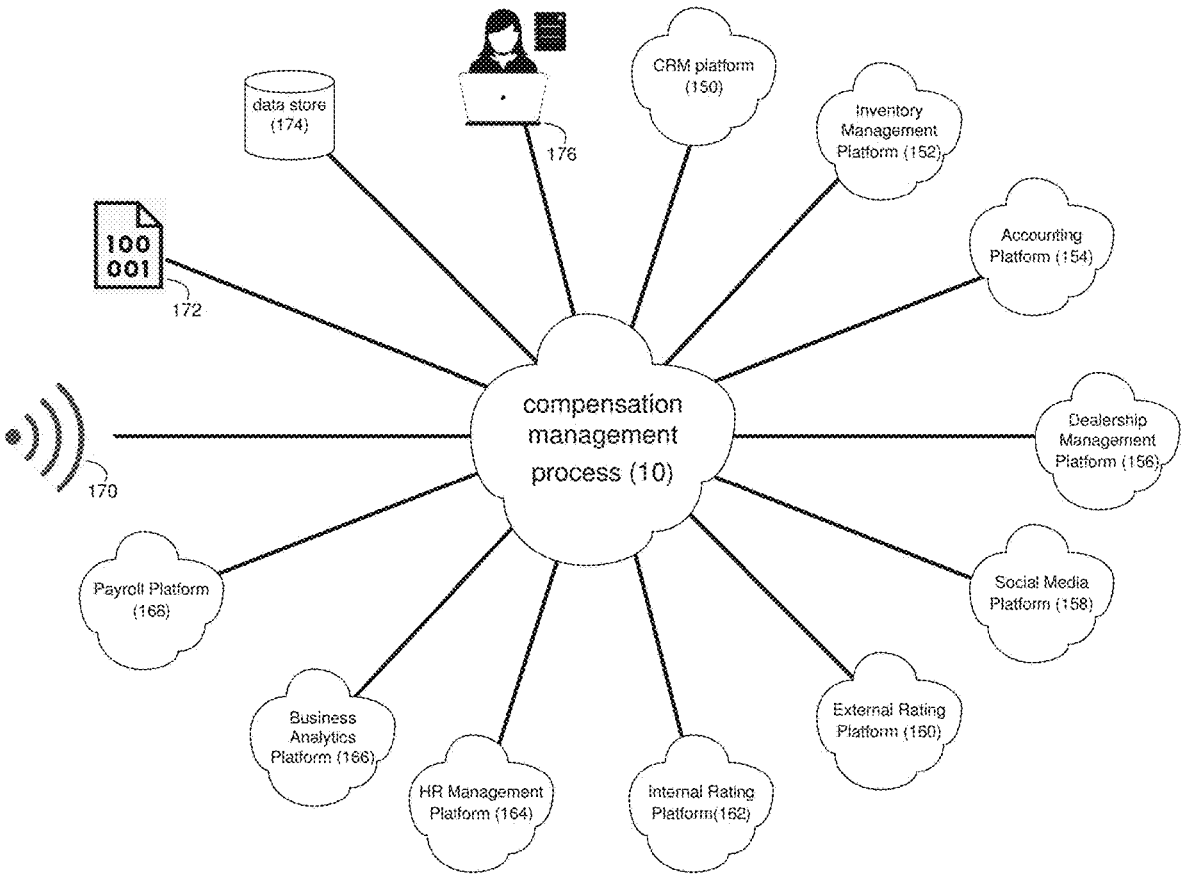 CRM platform
(150)
data store
(174)
Inventory
Management
Platform (152)
176
100
001
172
Accounting
Platform (154)
compensation
management
process (10)
Dealership
Management
Platform (156)
170
Payroll Platform
(168)
Social Media
Platform (158)
Business
Analytics
Platform (166)
External Rating
Platform (160)
HR Management
Platform (164)
Internal Rating
Platform(162)